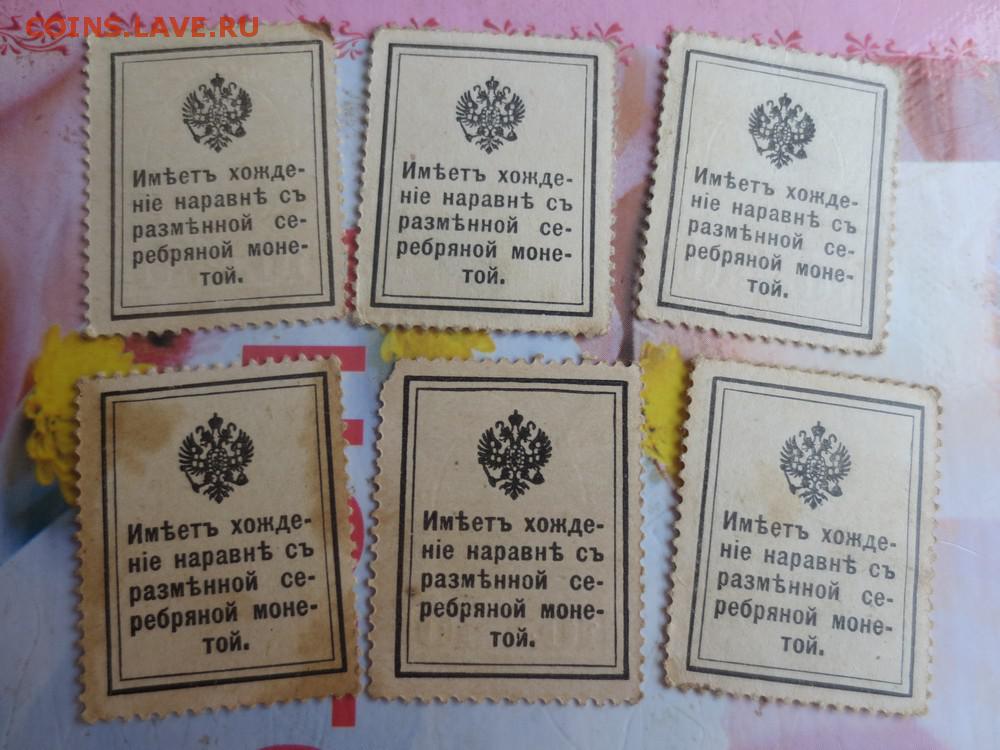 COINS.LAVE.RU
Имѣетъ хожде-
ніе наравнѣ съ
размѣнной се-
ребряной моне-
той.
Имѣетъ хожде-
ніе наравнѣ съ
размѣнной се-
ребряной моне-
той.
Имѣетъ хожде-
ніе наравнѣ съ
размѣнной се-
ребряной моне-
той.
Имѣетъ хожде-
ніе наравнѣ съ
размѣнной се-
ребряной моне-
той.
Имѣетъ хожде-
ніе наравнѣ съ
размѣнной се-
ребряной моне-
той.
Имѣетъ хожде-
ніе наравнѣ съ
размѣнной се-
ребряной моне-
той.